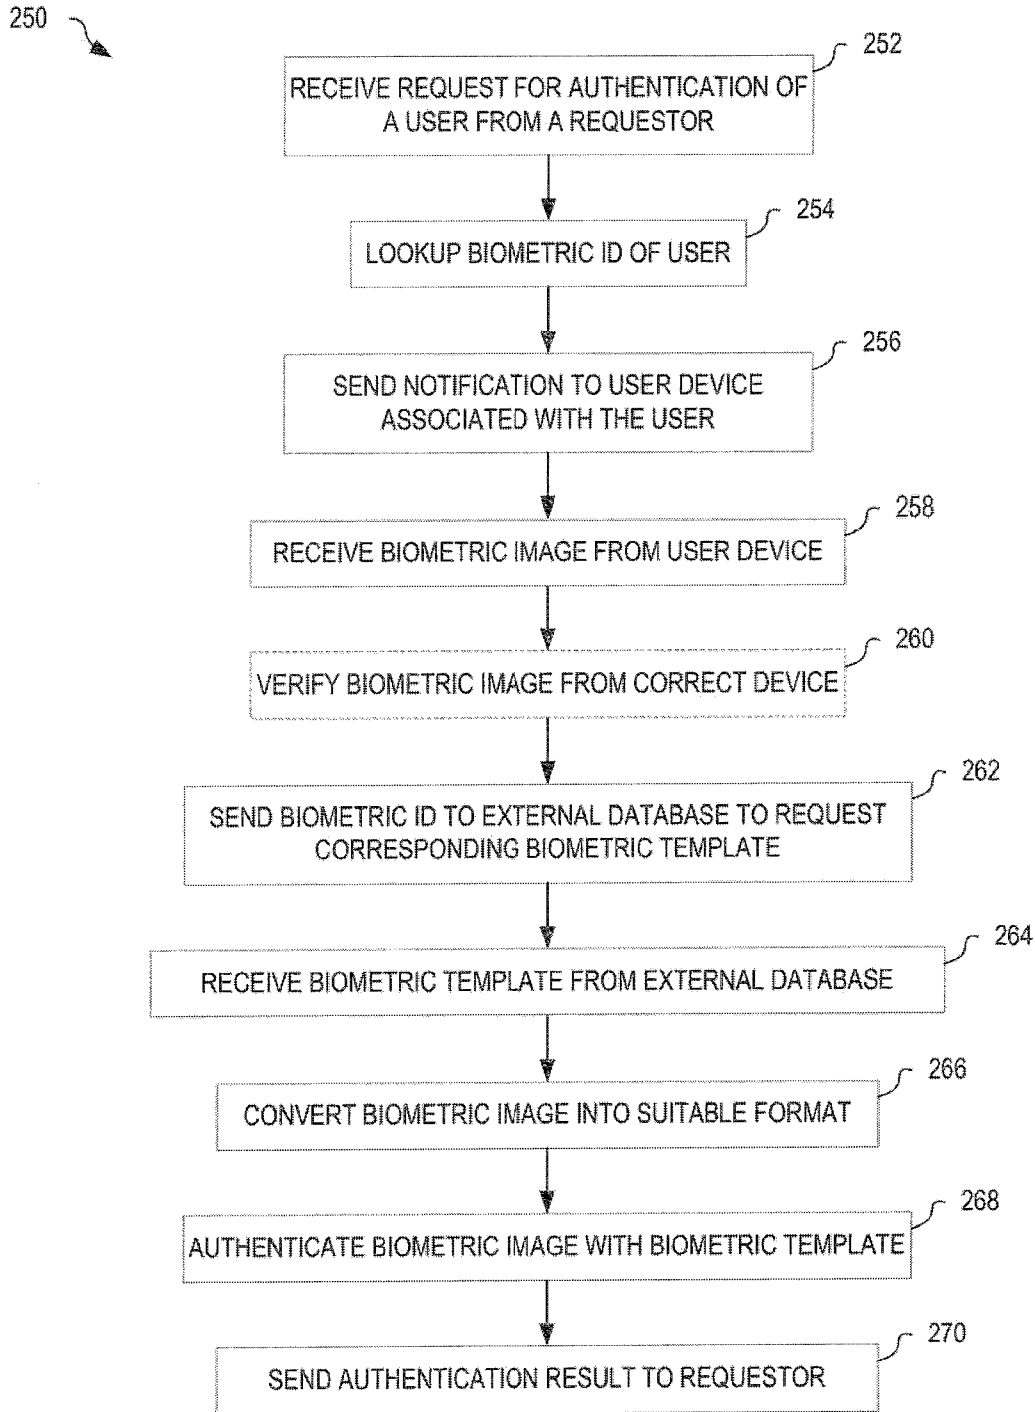 250
252
RECEIVE REQUEST FOR AUTHENTICATION OF
A USER FROM A REQUESTOR
254
LOOKUP BIOMETRIC ID OF USER
256
SEND NOTIFICATION TO USER DEVICE
ASSOCIATED WITH THE USER
258
RECEIVE BIOMETRIC IMAGE FROM USER DEVICE
260
VERIFY BIOMETRIC IMAGE FROM CORRECT DEVICE
262
SEND BIOMETRIC ID TO EXTERNAL DATABASE TO REQUEST
CORRESPONDING BIOMETRIC TEMPLATE
264
RECEIVE BIOMETRIC TEMPLATE FROM EXTERNAL DATABASE
266
CONVERT BIOMETRIC IMAGE INTO SUITABLE FORMAT
268
AUTHENTICATE BIOMETRIC IMAGE WITH BIOMETRIC TEMPLATE
270
SEND AUTHENTICATION RESULT TO REQUESTOR